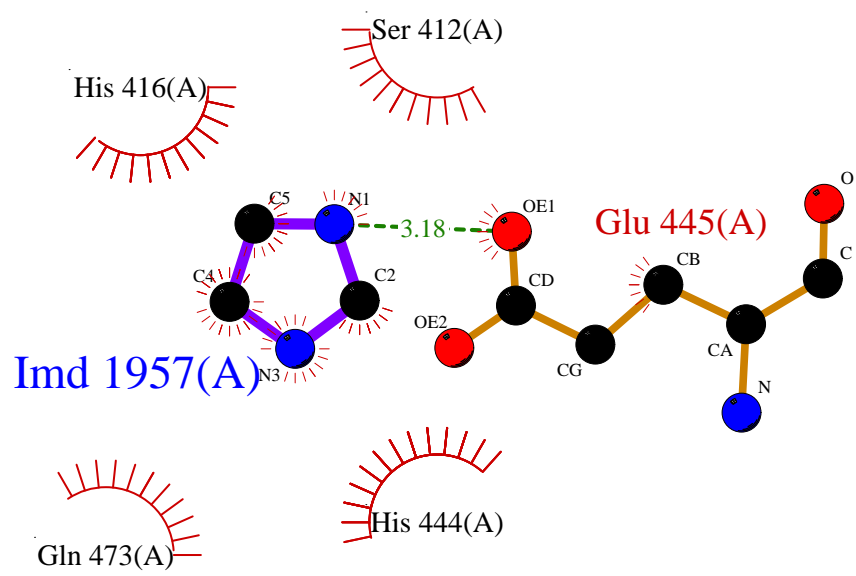 Ser 412(A)
His 416(A)
C5
N1
OE1
O
3.18
Glu 445(A)
CB
C
C4
C2
CD
OE2
CA
Imd 1957(A)
N3
CG
N
His 444(A)
Gln 473(A)